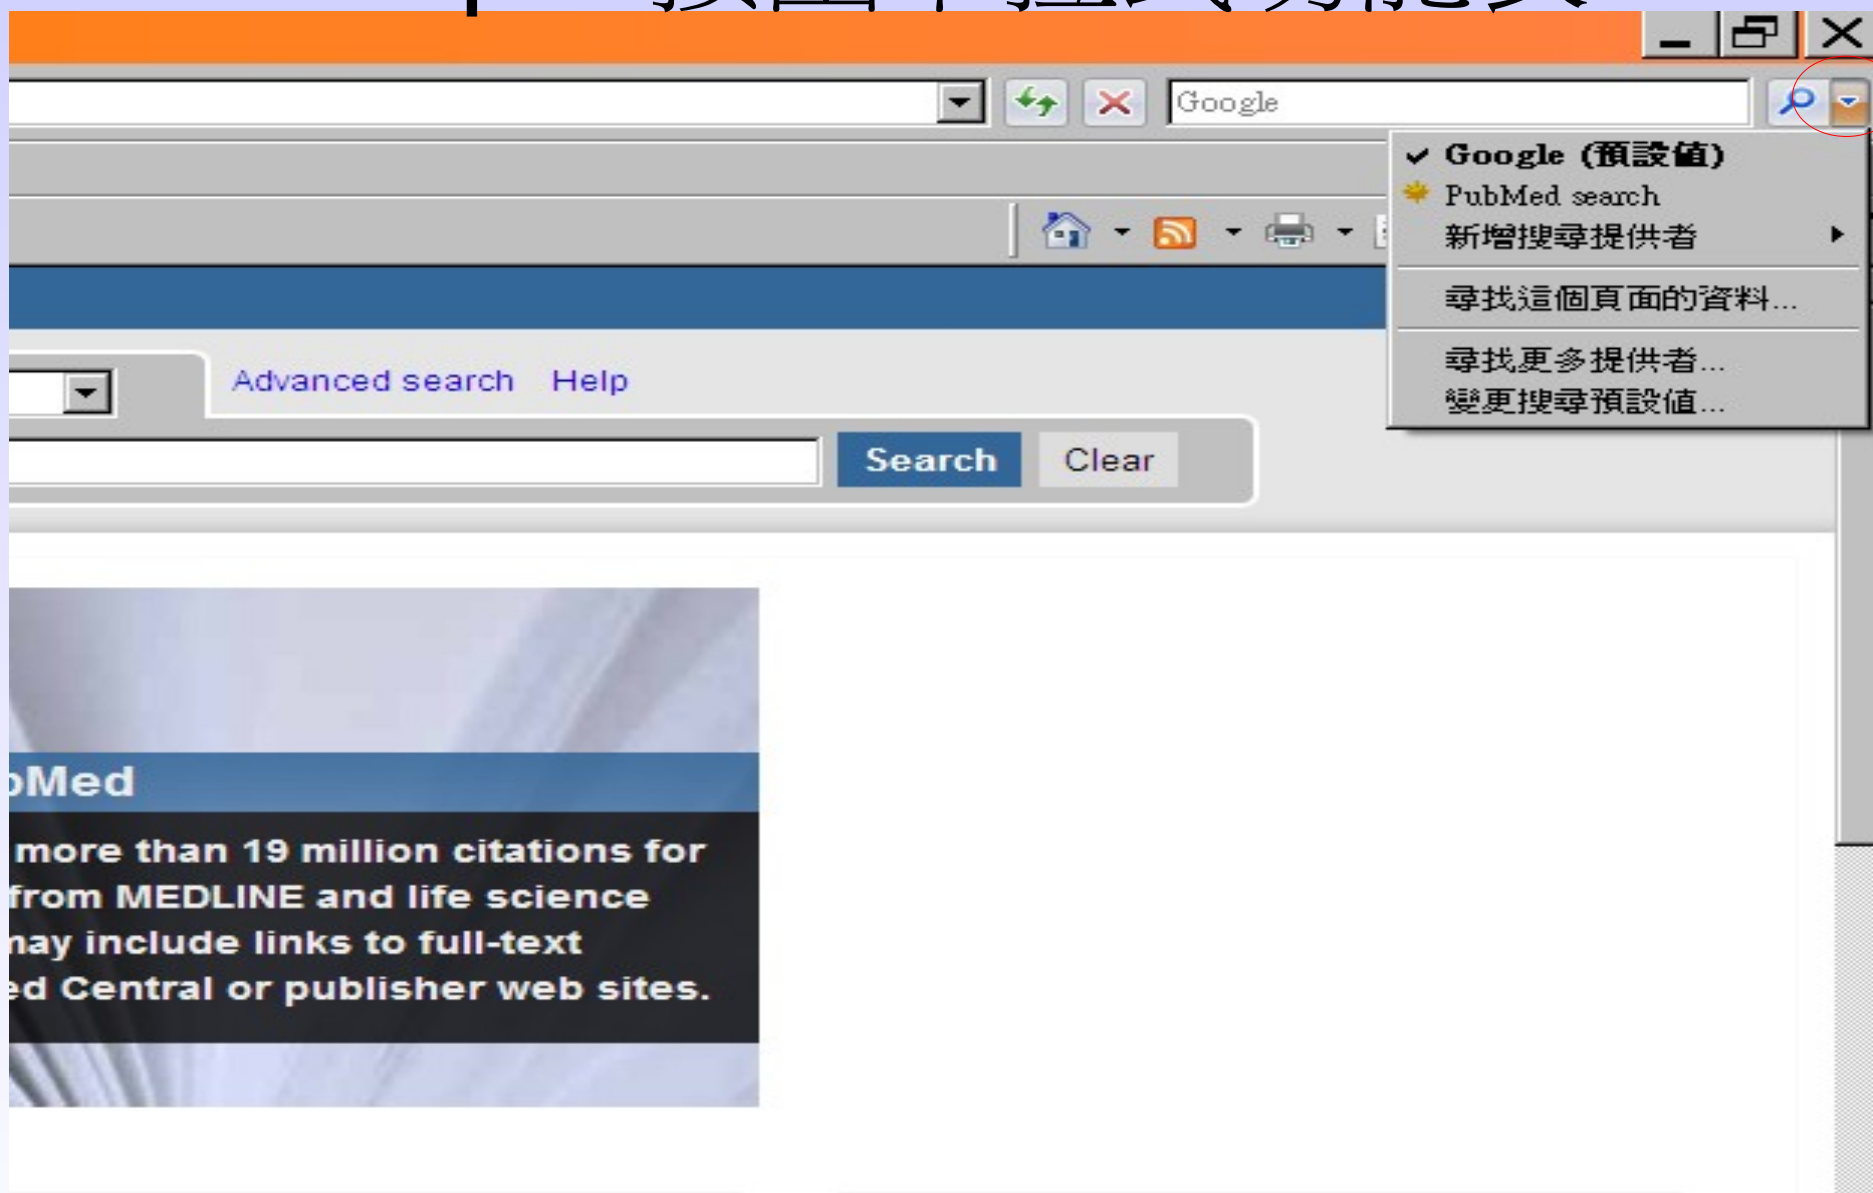 Google
Google (預設值)
PubMed search
新增搜尋提供者
尋找這個頁面的資料...
尋找更多提供者...
變更搜尋預設值...
Advanced search Help
Search Clear
more than 19 million citations for
from MEDLINE and life science
include links to full-text
Central or publisher web sites.